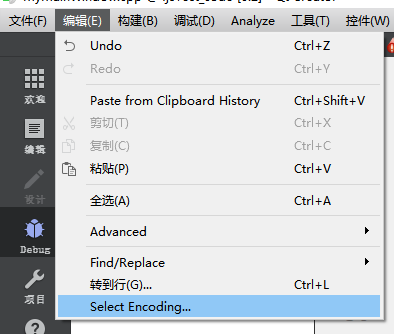 文件(F) 编辑(E) 构建(B) 调试(D) Analyze 工具(T) 控件(W)
Undo Ctrl+Z
Redo Ctrl+Y
Paste from Clipboard History Ctrl+Shift+V
剪切(T) Ctrl+X
复制(C) Ctrl+C
粘贴(P) Ctrl+V
全选(A) Ctrl+A
Advanced
Find/Replace
转到行(G)... Ctrl+L
Select Encoding...
欢迎
编辑
设计
Debug
项目